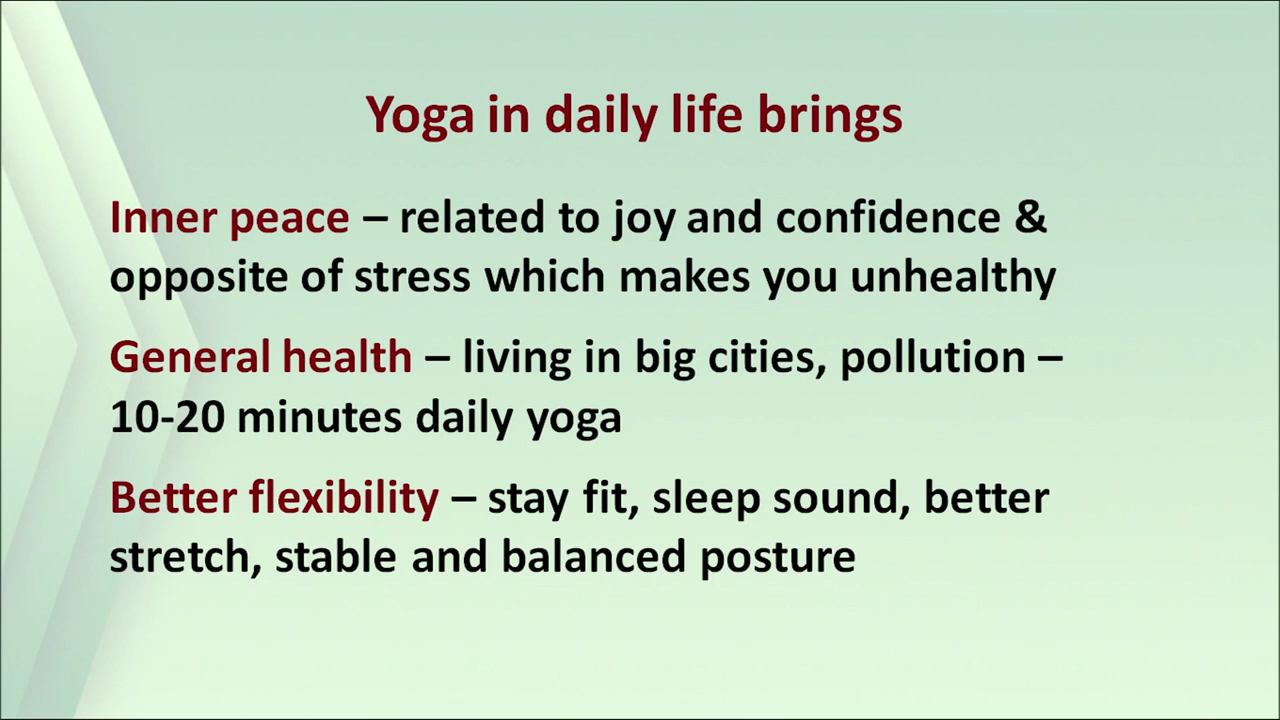 Yoga in daily life brings
Inner peace – related to joy and confidence &
opposite of stress which makes you unhealthy
General health – living in big cities, pollution –
10-20 minutes daily yoga
Better flexibility – stay fit, sleep sound, better
stretch, stable and balanced posture